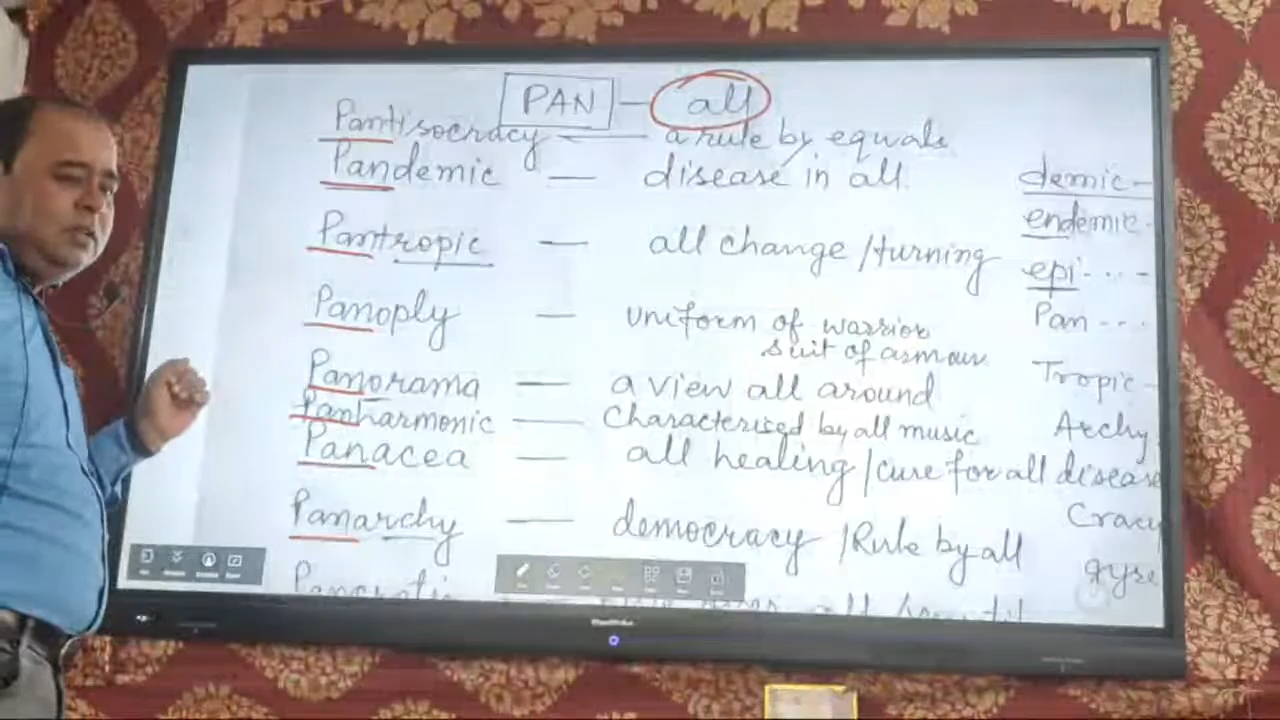 PAN — all
Pantisocracy — a rule by equals
Pandemic — disease in all
Pantropic — all change / turning
Panoply — uniform of warrior
suit of armour
Panorama — a view all around
Panharmonic — Characterised by all music
Panacea — all healing / cure for all disease
Panarchy — democracy / Rule by all
demic -
endemic -
epi - - - -
Pan - - -
Tropic -
Archy
Cracy
gyre